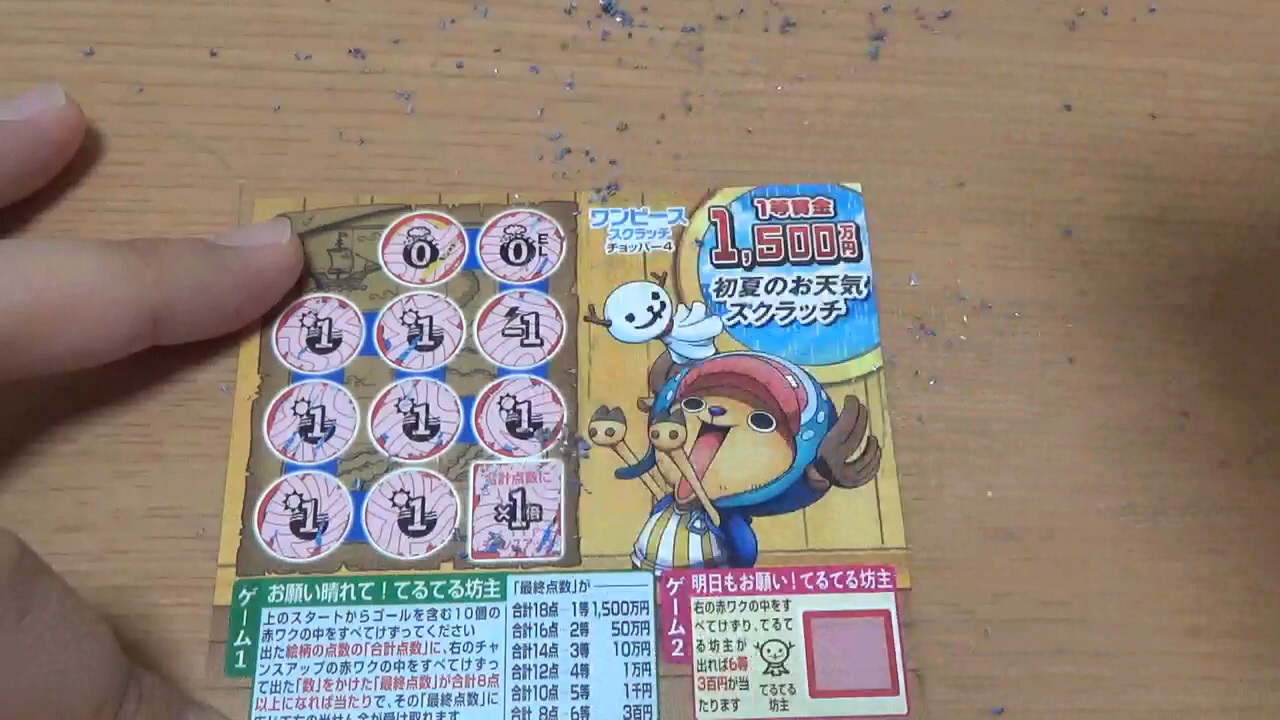 0
0
1
1
-1
1
1
1
1
1
合計点数に
×1倍
ワンピース
スクラッチ
チョッパー4
1等賞金
1,500万円
初夏のお天気
スクラッチ
ゲーム1
お願い晴れて!てるてる坊主
上のスタートからゴールを含む10個の
赤ワクの中をすべてけずってください
出た絵柄の点数の「合計点数」に、右のチャ
ンスアップの赤ワクの中をすべてけずっ
て出た「数」をかけた「最終点数」が合計8点
以上になれば当たりで、その「最終点数」に
「最終点数」が
合計18点 1等 1,500万円
合計16点 2等 50万円
合計14点 3等 10万円
合計12点 4等 1万円
合計10点 5等 1千円
合計 8点 6等 3百円
ゲーム2
明日もお願い!てるてる坊主
右の赤ワクの中をす
べてけずり、てるて
る坊主が
出れば6等
3百円が当
たります
てるてる
坊主